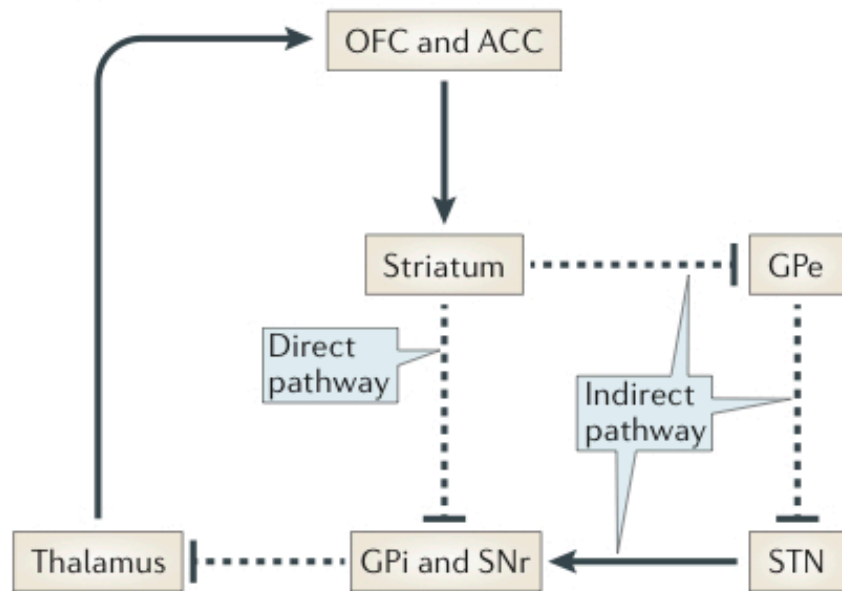 OFC and ACC
Striatum
GPe
Direct
pathway
Indirect
pathway
Thalamus
GPi and SNr
STN